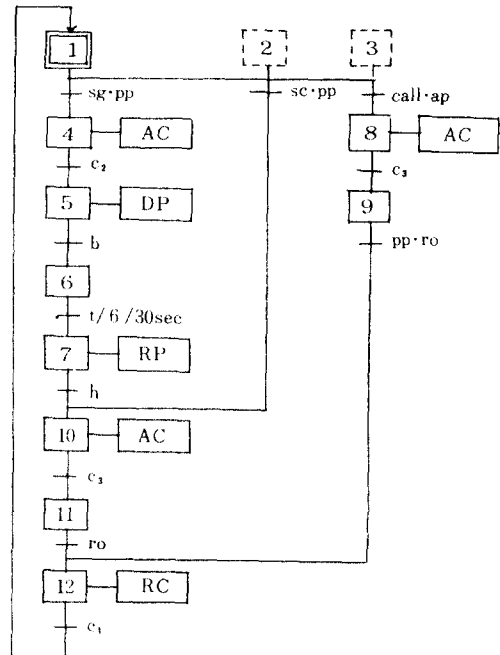 1 2 3
sg·pp sc·pp call·ap
4 AC 8 AC
c₂ c₃
5 DP 9
b pp·ro
6
t/6/30sec
7 RP
h
10 AC
c₃
11
ro
12 RC
c₁